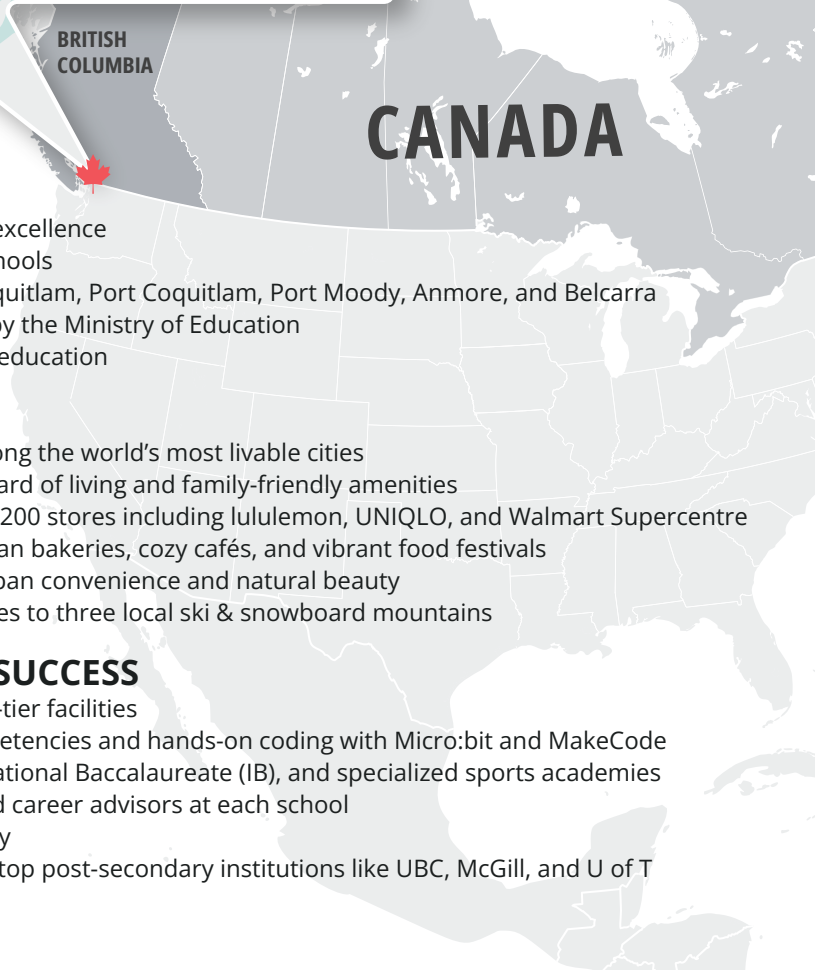 BRITISH
COLUMBIA
CANADA
excellence
hools
quitlam, Port Coquitlam, Port Moody, Anmore, and Belcarra
by the Ministry of Education
education
ong the world’s most livable cities
ard of living and family-friendly amenities
200 stores including lululemon, UNIQLO, and Walmart Supercentre
an bakeries, cozy cafés, and vibrant food festivals
ban convenience and natural beauty
es to three local ski & snowboard mountains
SUCCESS
-tier facilities
etencies and hands-on coding with Micro:bit and MakeCode
ational Baccalaureate (IB), and specialized sports academies
d career advisors at each school
y
top post-secondary institutions like UBC, McGill, and U of T